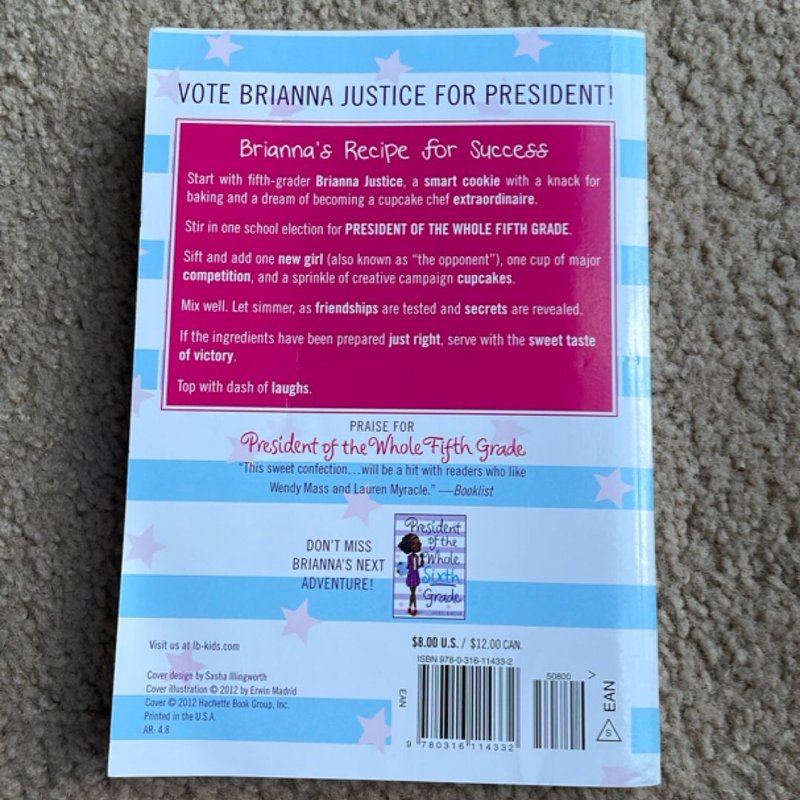 VOTE BRIANNA JUSTICE FOR PRESIDENT!
Brianna's Recipe for Success
Start with fifth-grader Brianna Justice, a smart cookie with a knack for
baking and a dream of becoming a cupcake chef extraordinaire.
Stir in one school election for PRESIDENT OF THE WHOLE FIFTH GRADE.
Sift and add one new girl (also known as "the opponent"), one cup of major
competition, and a sprinkle of creative campaign cupcakes.
Mix well. Let simmer, as friendships are tested and secrets are revealed.
If the ingredients have been prepared just right, serve with the sweet taste
of victory.
Top with dash of laughs.
PRAISE FOR
President of the Whole Fifth Grade
"This sweet confection...will be a hit with readers who like
Wendy Mass and Lauren Myracle." —Booklist
DON'T MISS
BRIANNA'S NEXT
ADVENTURE!
President
of the
Whole
Sixth
Grade
Visit us at lb-kids.com
Cover design by Sasha Illingworth
Cover illustration © 2012 by Erwin Madrid
Cover © 2012 Hachette Book Group, Inc.
Printed in the U.S.A.
AR: 4.8
$8.00 U.S. / $12.00 CAN.
ISBN 978-0-316-11433-2
50800 >
EAN
9 780316 114332
S EAN